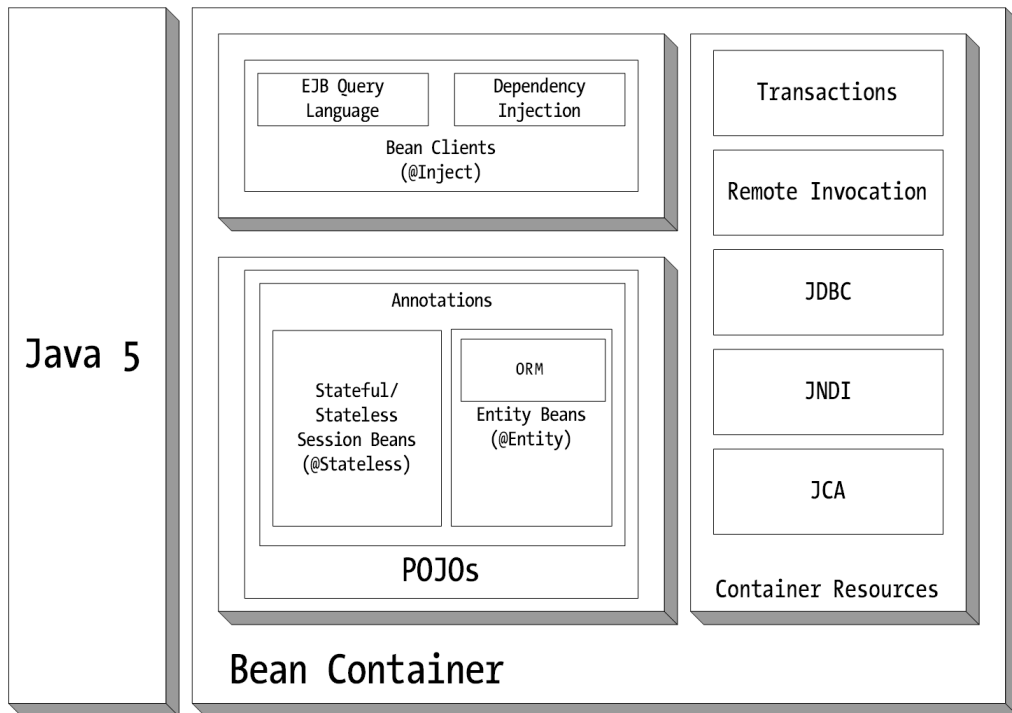 Java 5
EJB Query
Language
Dependency
Injection
Bean Clients
(@Inject)
Annotations
Stateful/
Stateless
Session Beans
(@Stateless)
ORM
Entity Beans
(@Entity)
POJOs
Bean Container
Transactions
Remote Invocation
JDBC
JNDI
JCA
Container Resources